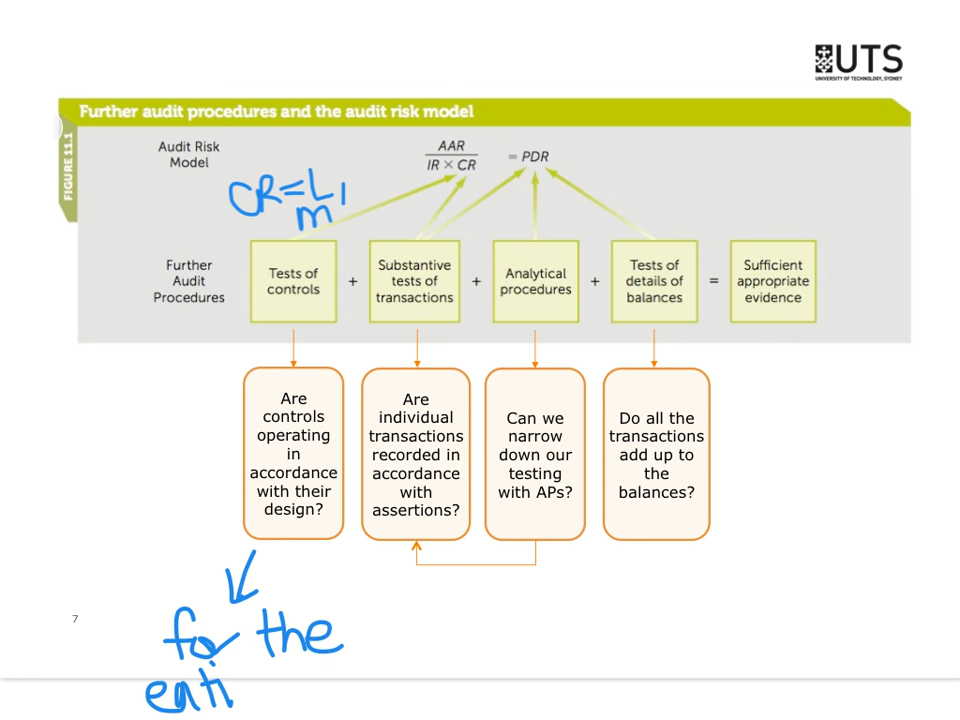 UTS
UNIVERSITY OF TECHNOLOGY, SYDNEY
Further audit procedures and the audit risk model
FIGURE 11.1
Audit Risk
Model
AAR
IR × CR
= PDR
CR = L
m
Further
Audit
Procedures
Tests of
controls
+
Substantive
tests of
transactions
+
Analytical
procedures
+
Tests of
details of
balances
=
Sufficient
appropriate
evidence
Are
controls
operating
in
accordance
with their
design?
Are
individual
transactions
recorded in
accordance
with
assertions?
Can we
narrow
down our
testing
with APs?
Do all the
transactions
add up to
the
balances?
7
for the
enti